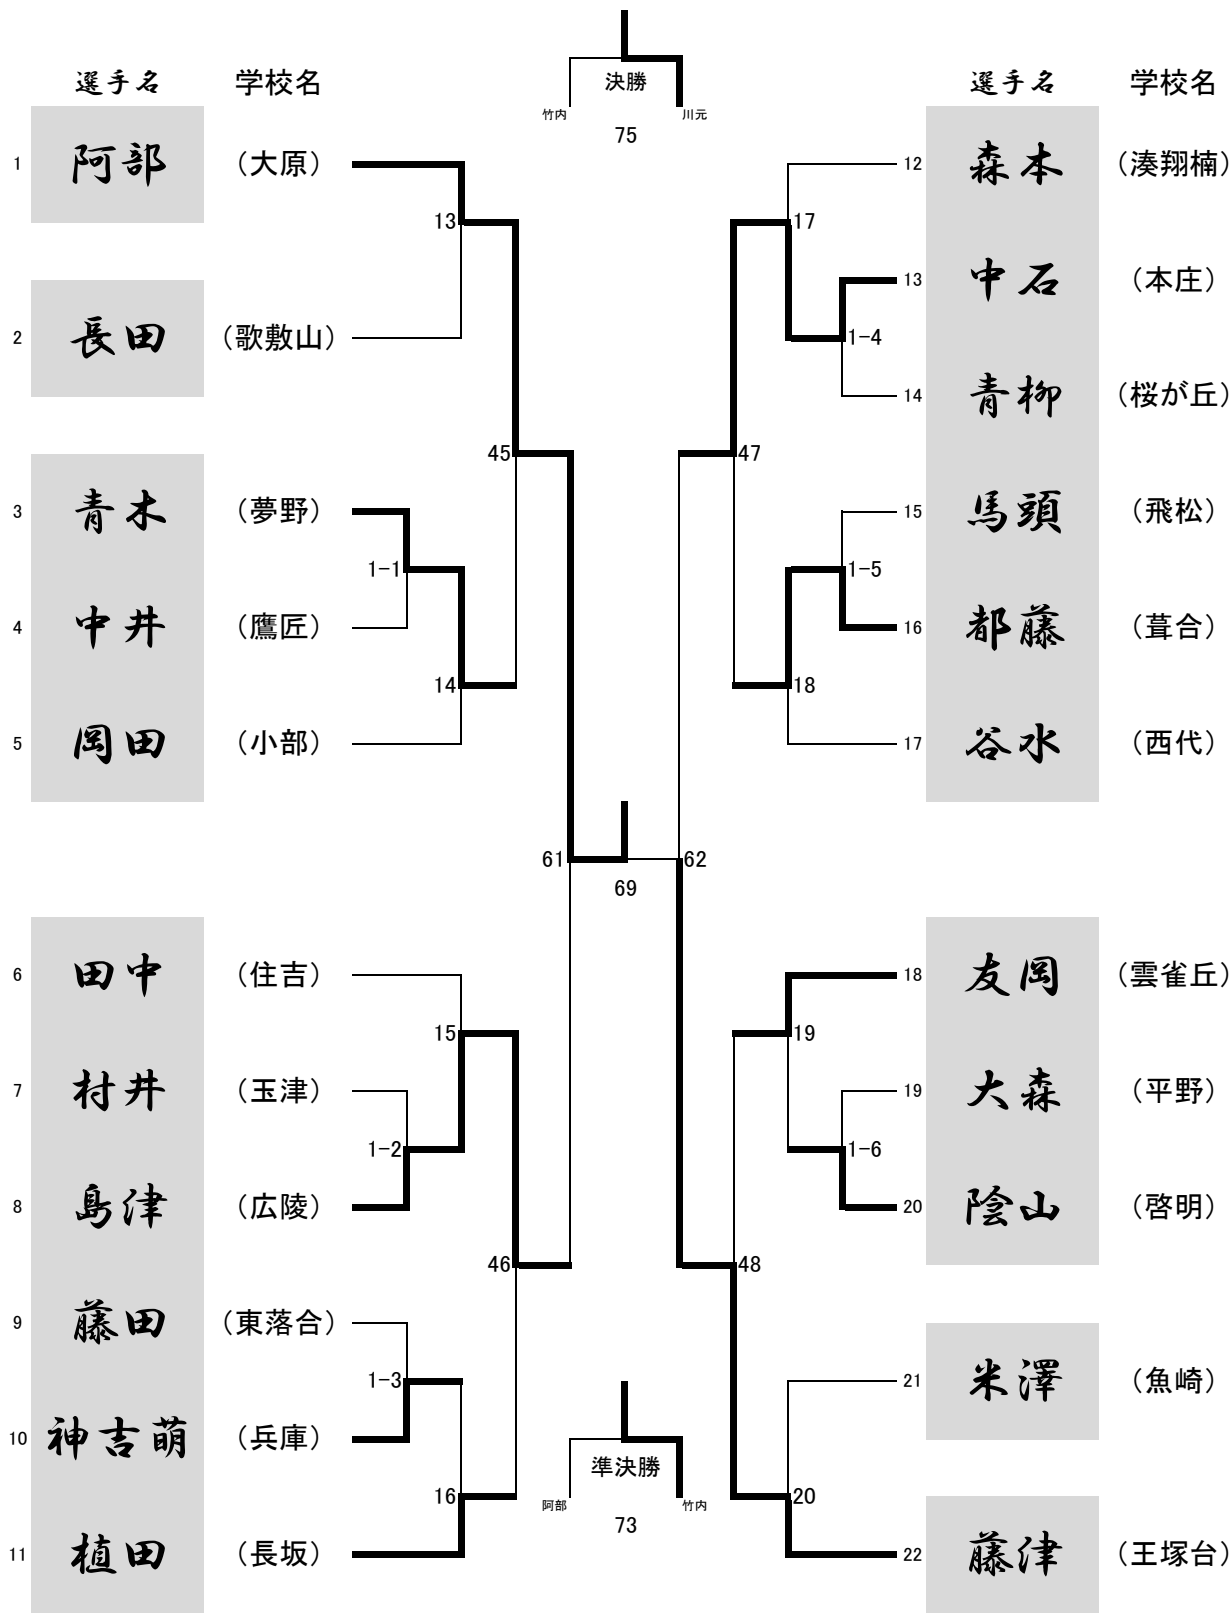 選手名 学校名 決勝 選手名 学校名
竹内 75 川元
1 阿部 （大原） 12 森本 （湊翔楠）
13 17
13 中石 （本庄）
2 長田 （歌敷山） 1-4
14 青柳 （桜が丘）
45 47
3 青木 （夢野） 15 馬頭 （飛松）
1-1 1-5
4 中井 （鷹匠） 16 都藤 （葺合）
14 18
5 岡田 （小部） 17 谷水 （西代）
61 62
69
6 田中 （住吉） 18 友岡 （雲雀丘）
15 19
7 村井 （玉津） 19 大森 （平野）
1-2 1-6
8 島津 （広陵） 20 陰山 （啓明）
46 48
9 藤田 （東落合）
1-3 21 米澤 （魚崎）
10 神吉萌 （兵庫）
準決勝
16 阿部 竹内 20
73
11 植田 （長坂） 22 藤津 （王塚台）